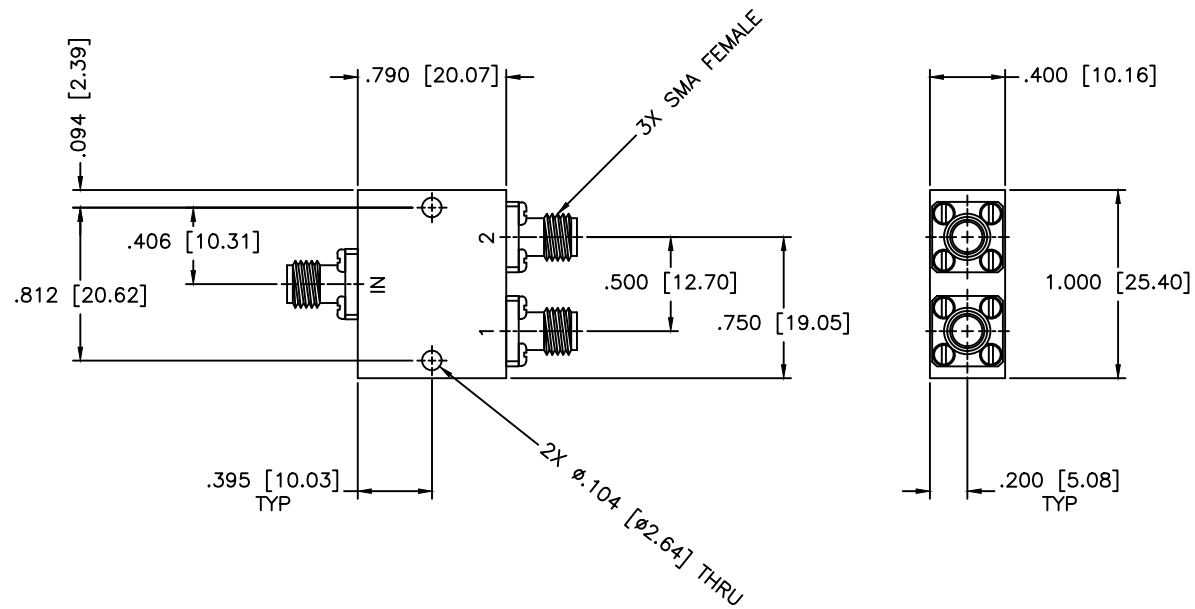 3X SMA FEMALE
.094 [2.39]
.790 [20.07]
.400 [10.16]
.406 [10.31]
2
.500 [12.70]
1.000 [25.40]
IN
.812 [20.62]
.750 [19.05]
1
.395 [10.03]
TYP
2X ø.104 [ø2.64] THRU
.200 [5.08]
TYP